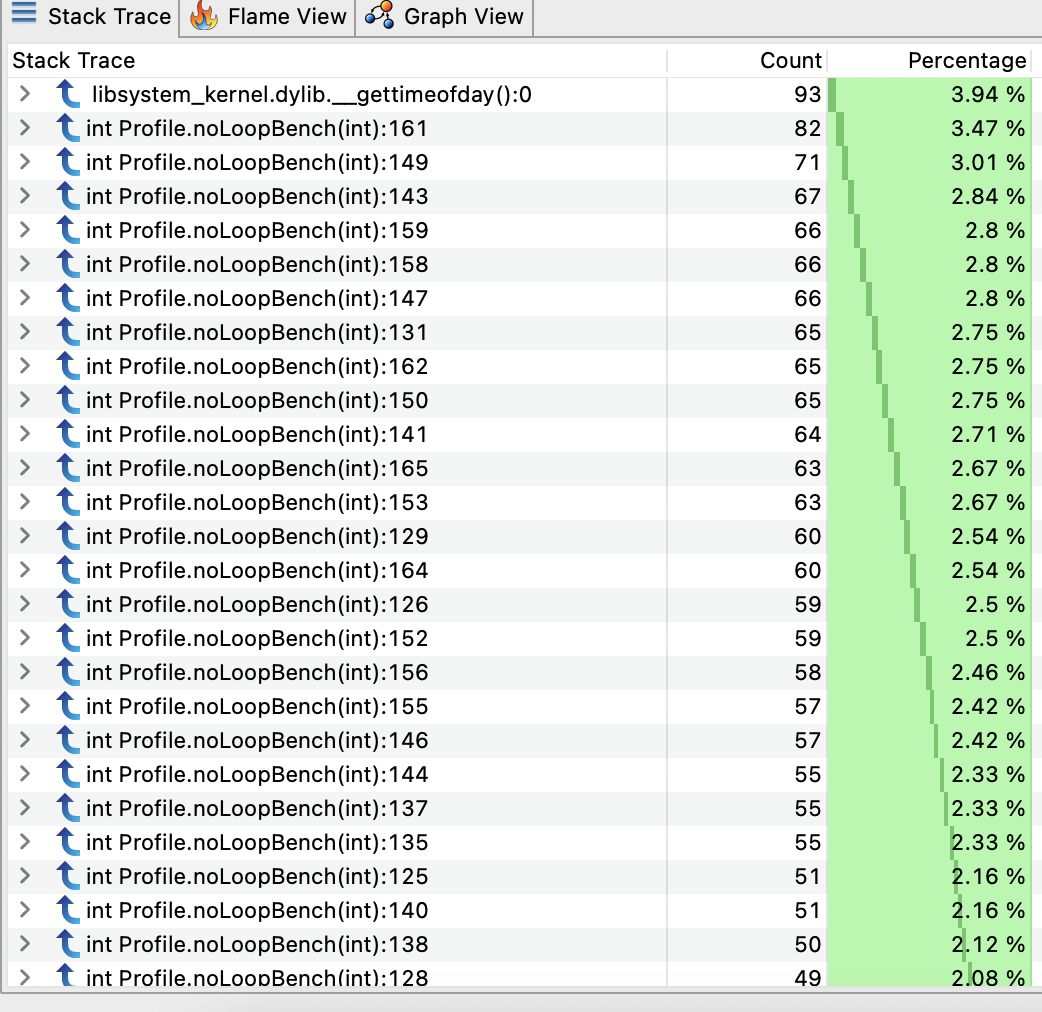 Stack Trace Flame View Graph View
Stack Trace Count Percentage
libsystem_kernel.dylib.__gettimeofday():0 93 3.94 %
int Profile.noLoopBench(int):161 82 3.47 %
int Profile.noLoopBench(int):149 71 3.01 %
int Profile.noLoopBench(int):143 67 2.84 %
int Profile.noLoopBench(int):159 66 2.8 %
int Profile.noLoopBench(int):158 66 2.8 %
int Profile.noLoopBench(int):147 66 2.8 %
int Profile.noLoopBench(int):131 65 2.75 %
int Profile.noLoopBench(int):162 65 2.75 %
int Profile.noLoopBench(int):150 65 2.75 %
int Profile.noLoopBench(int):141 64 2.71 %
int Profile.noLoopBench(int):165 63 2.67 %
int Profile.noLoopBench(int):153 63 2.67 %
int Profile.noLoopBench(int):129 60 2.54 %
int Profile.noLoopBench(int):164 60 2.54 %
int Profile.noLoopBench(int):126 59 2.5 %
int Profile.noLoopBench(int):152 59 2.5 %
int Profile.noLoopBench(int):156 58 2.46 %
int Profile.noLoopBench(int):155 57 2.42 %
int Profile.noLoopBench(int):146 57 2.42 %
int Profile.noLoopBench(int):144 55 2.33 %
int Profile.noLoopBench(int):137 55 2.33 %
int Profile.noLoopBench(int):135 55 2.33 %
int Profile.noLoopBench(int):125 51 2.16 %
int Profile.noLoopBench(int):140 51 2.16 %
int Profile.noLoopBench(int):138 50 2.12 %
int Profile.noLoopBench(int):128 49 2.08 %